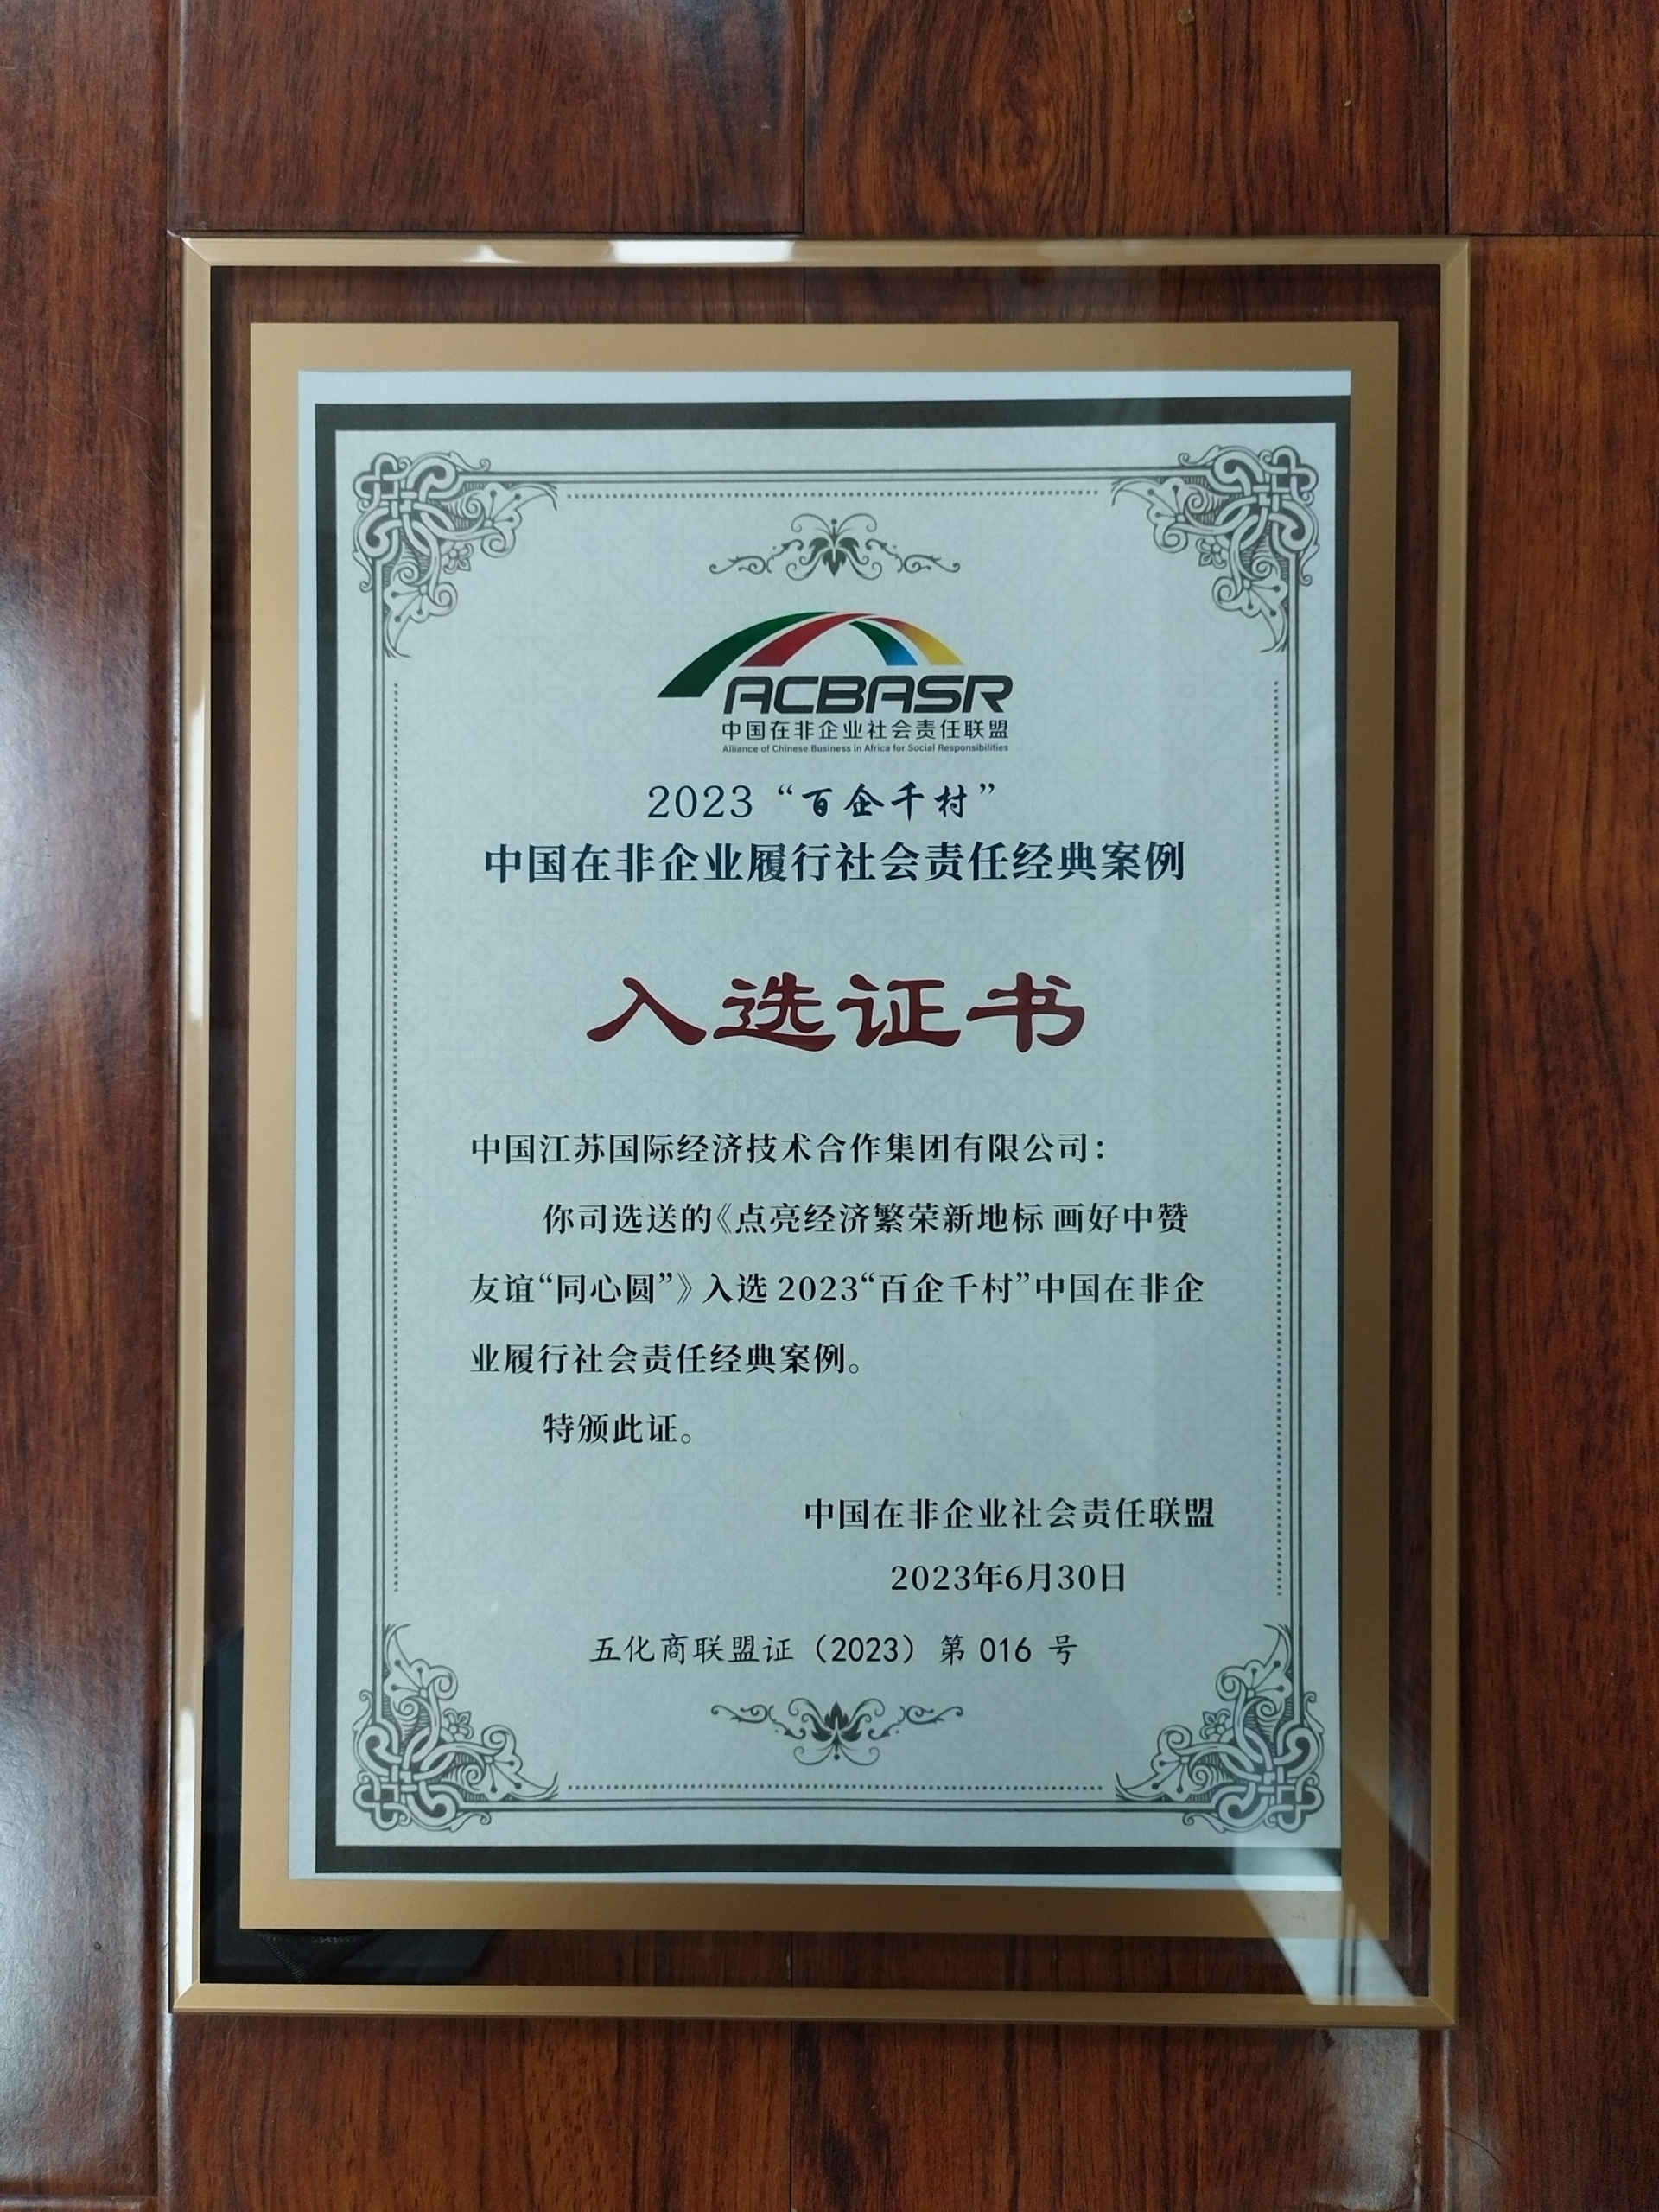 ACBASR
中国在非企业社会责任联盟
Alliance of Chinese Business in Africa for Social Responsibilities
2023“百企千村”
中国在非企业履行社会责任经典案例
入选证书
中国江苏国际经济技术合作集团有限公司：
你司选送的《点亮经济繁荣新地标 画好中赞
友谊“同心圆”》入选 2023“百企千村”中国在非企
业履行社会责任经典案例。
特颁此证。
中国在非企业社会责任联盟
2023年6月30日
五化商联盟证（2023）第 016 号